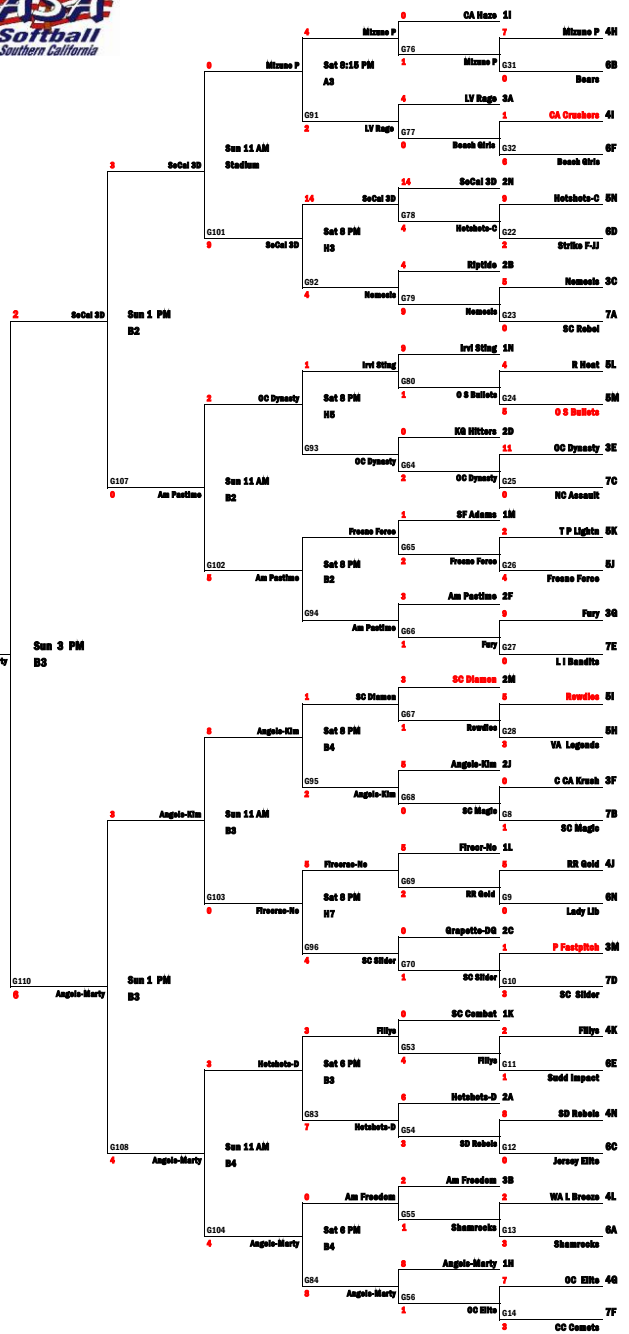 ASA
Softball
Southern California
0 CA Haze 1I
4 Mizuno P
7 Mizuno P 4H
G76
1 Mizuno P
G31 6B
0 Bears
0 Mizuno P
Sat 8:15 PM
A3
4 LV Rage 3A
G91
2 LV Rage
1 CA Crushers 4I
G77
0 Beach Girls
G32 6F
6 Beach Girls
Sun 11 AM
Stadium
3 SoCal 3D
14 SoCal 3D 2N
14 SoCal 3D
9 Hotshots-C 5N
G78
4 Hotshots-C
G22 6D
2 Strike F-JJ
G101
9 SoCal 3D
Sat 8 PM
H3
4 Riptide 2B
G92
4 Nemesis
5 Nemesis 3C
G79
9 Nemesis
G23 7A
0 SC Rebel
2 SoCal 3D
Sun 1 PM
B2
9 Irvi Sting 1N
1 Irvi Sting
4 R Heat 5L
G80
1 O S Bullets
G24 5M
5 O S Bullets
2 OC Dynasty
Sat 8 PM
H5
0 KG Hitters 2D
G93
OC Dynasty
11 OC Dynasty 3E
G64
2 OC Dynasty
G25 7C
0 NC Assault
G107
0 Am Pastime
Sun 11 AM
B2
1 SF Adams 1M
Fresno Force
2 T P Lightn 5K
G65
2 Fresno Force
G26 5J
4 Fresno Force
G102
5 Am Pastime
Sat 8 PM
B2
3 Am Pastime 2F
G94
Am Pastime
9 Fury 3G
G66
1 Fury
G27 7E
0 L I Bandits
Sun 3 PM
B3
rty
3 SC Diamon 2M
1 SC Diamon
5 Rowdies 5I
G67
1 Rowdies
G28 5H
3 VA Legends
8 Angels-Kim
Sat 8 PM
B4
5 Angels-Kim 2J
G95
2 Angels-Kim
0 C CA Krush 3F
G68
0 SC Magic
G8 7B
1 SC Magic
3 Angels-Kim
Sun 11 AM
B3
5 Fircer-No 1L
5 Fircrac-No
5 RR Gold 4J
G69
2 RR Gold
G9 6N
0 Lady Lib
G103
0 Fircrac-No
Sat 8 PM
H7
0 Grapette-DG 2C
G96
4 SC Slider
1 P Fastpitch 3M
G70
1 SC Slider
G10 7D
3 SC Slider
G110
6 Angels-Marty
Sun 1 PM
B3
0 SC Combat 1K
3 Fillys
2 Fillys 4K
G53
4 Fillys
G11 6E
1 Sudd Impact
3 Hotshots-D
Sat 6 PM
B3
6 Hotshots-D 2A
G83
7 Hotshots-D
8 SD Rebels 4N
G54
3 SD Rebels
G12 6C
0 Jersey Elite
G108
4 Angels-Marty
Sun 11 AM
B4
2 Am Freedom 3B
0 Am Freedom
2 WA L Breeze 4L
G55
1 Shamrocks
G13 6A
3 Shamrocks
G104
4 Angels-Marty
Sat 6 PM
B4
8 Angels-Marty 1H
G84
8 Angels-Marty
7 OC Elite 4G
G56
1 OC Elite
G14 7F
3 CC Comets